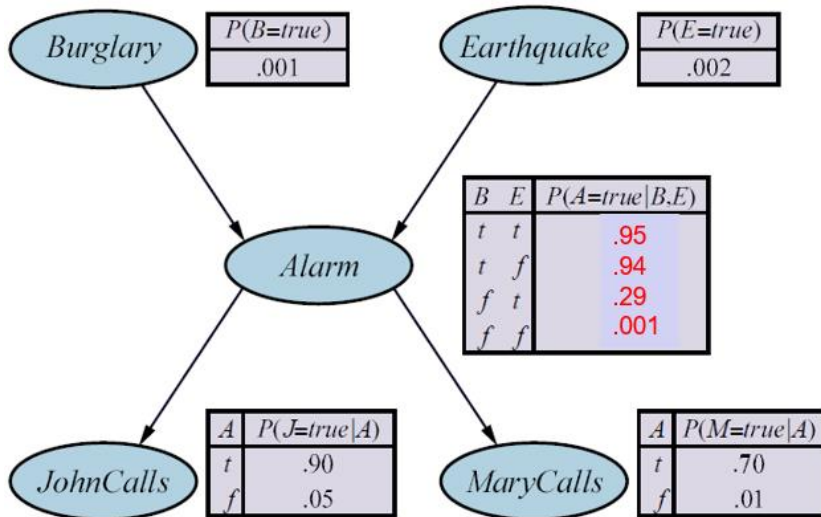 Burglary
P(B=true)
.001
Earthquake
P(E=true)
.002
Alarm
B E P(A=true|B,E)
t t .95
t f .94
f t .29
f f .001
JohnCalls
A P(J=true|A)
t .90
f .05
MaryCalls
A P(M=true|A)
t .70
f .01